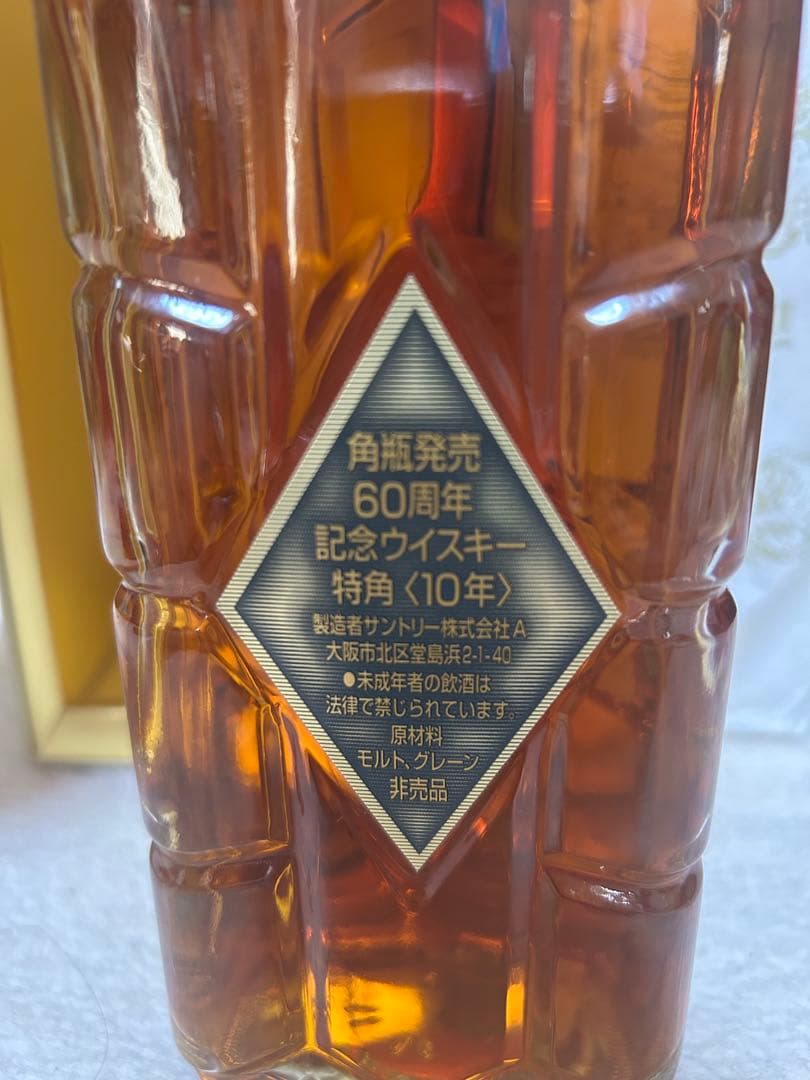 角瓶発売
60周年
記念ウイスキー
特角〈10年〉
製造者サントリー株式会社A
大阪市北区堂島浜2-1-40
●未成年者の飲酒は
法律で禁じられています。
原材料
モルト、グレーン
非売品